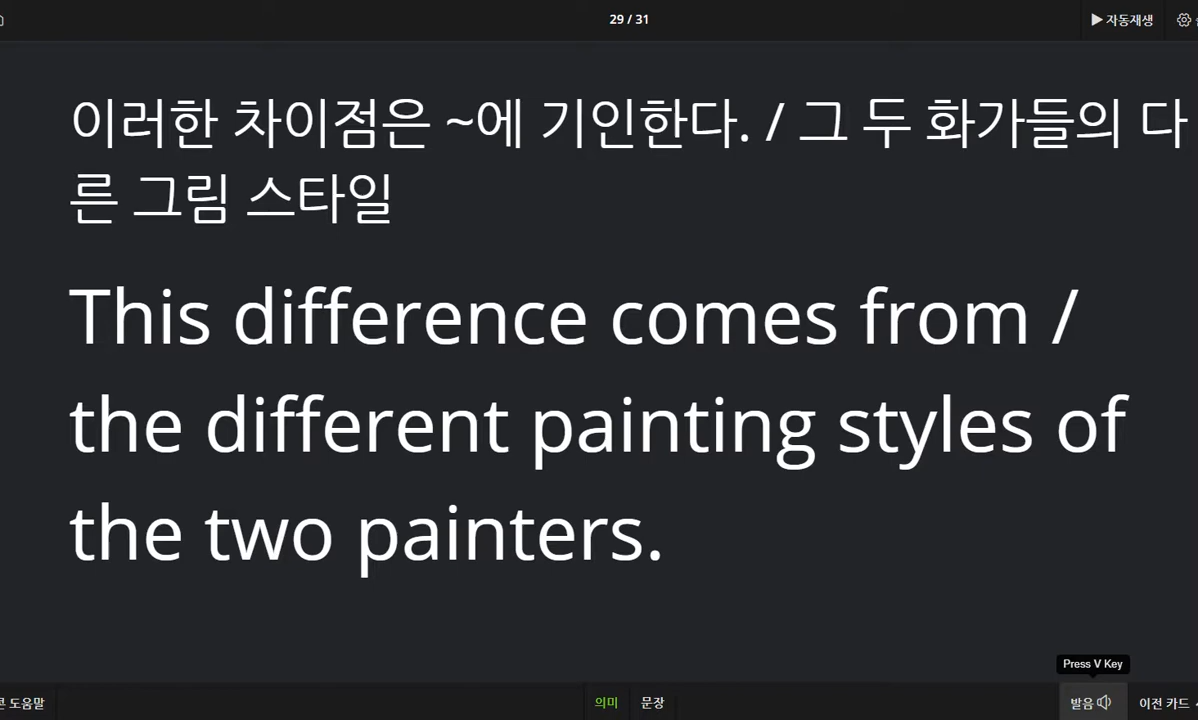 29 / 31
▶ 자동재생
이러한 차이점은 ~에 기인한다. / 그 두 화가들의 다
른 그림 스타일
This difference comes from /
the different painting styles of
the two painters.
Press V Key
도움말
의미
문장
발음
이전 카드